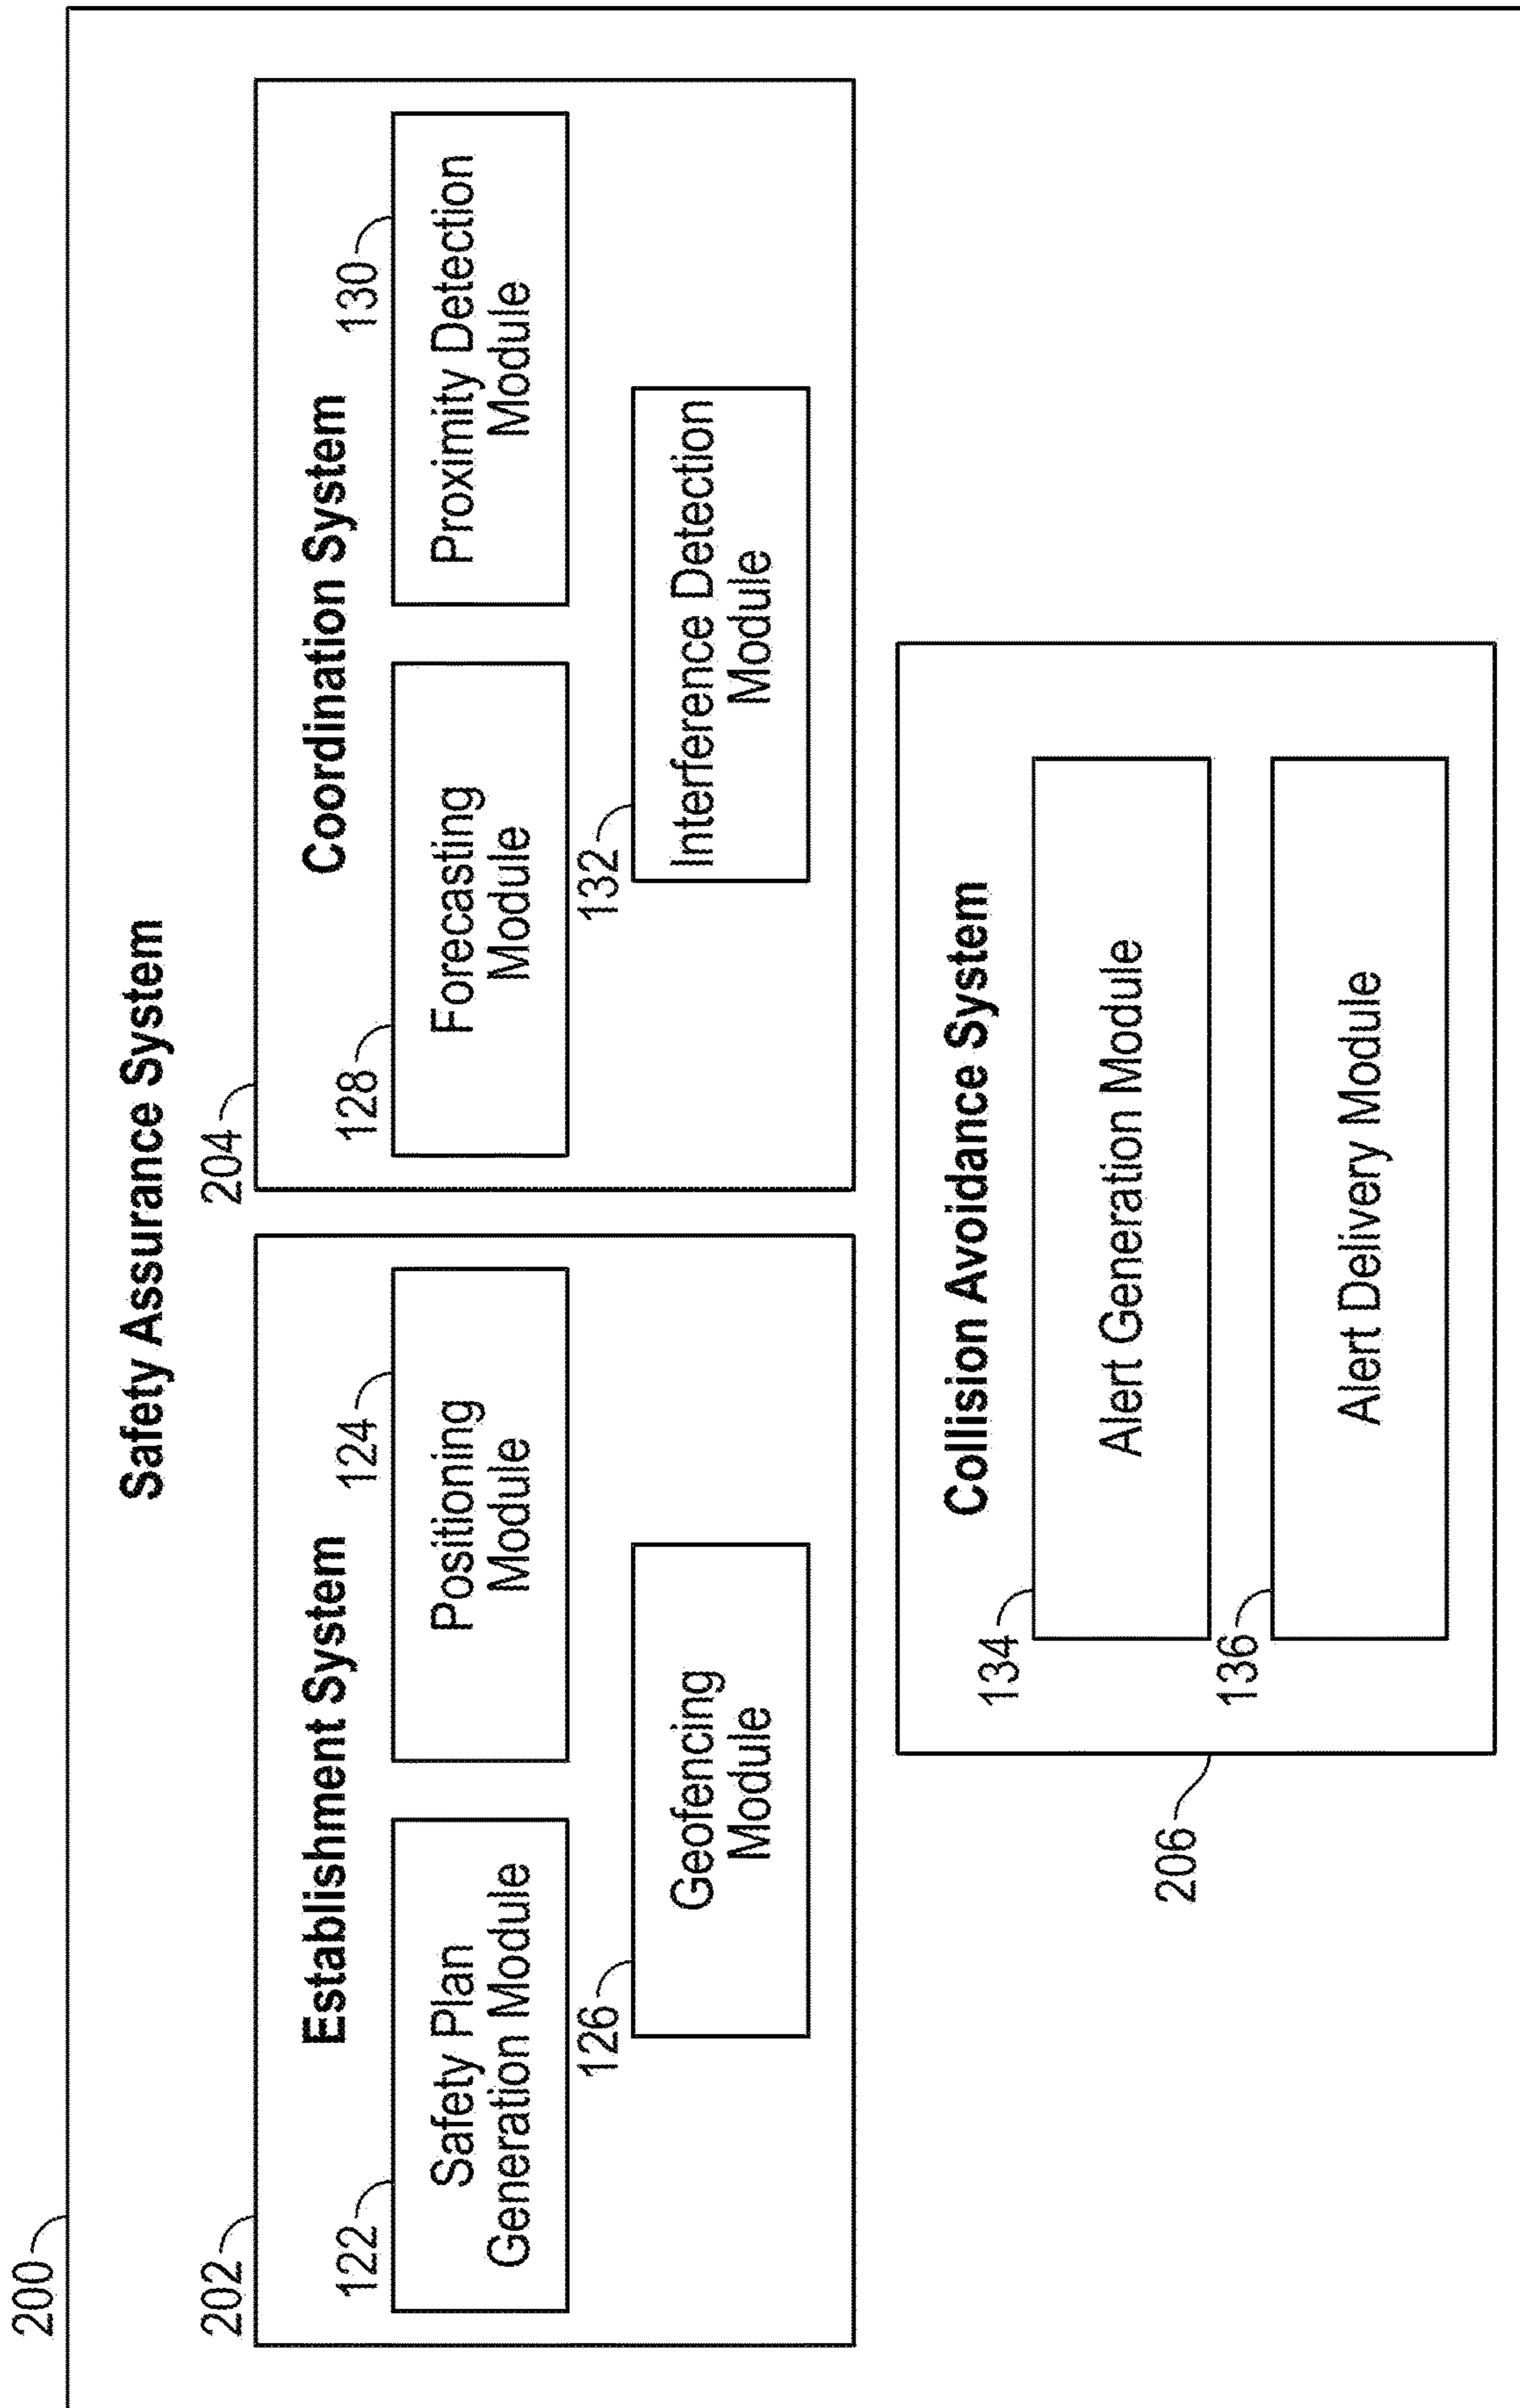 200
Safety Assurance System
202
Establishment System
122
Safety Plan
Generation Module
124
Positioning
Module
126
Geofencing
Module
204
Coordination System
128
Forecasting
Module
130
Proximity Detection
Module
132
Interference Detection
Module
206
Collision Avoidance System
134
Alert Generation Module
136
Alert Delivery Module